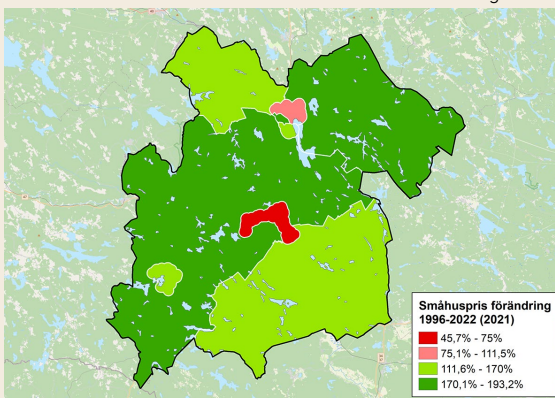 Småhuspris förändring
1996-2022 (2021)
45,7% - 75%
75,1% - 111,5%
111,6% - 170%
170,1% - 193,2%